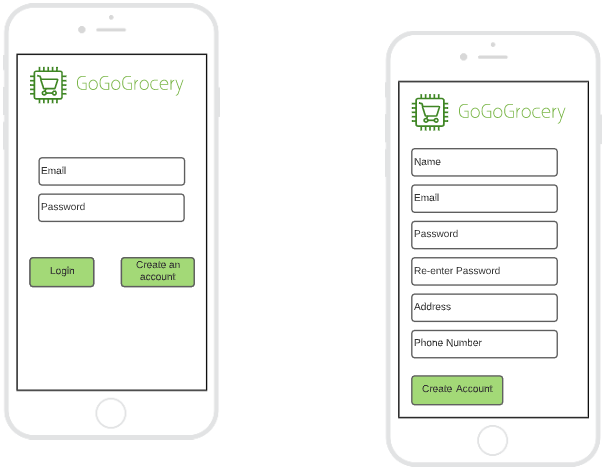 GoGoGrocery
Email
Password
Login
Create an
account
GoGoGrocery
Name
Email
Password
Re-enter Password
Address
Phone Number
Create Account